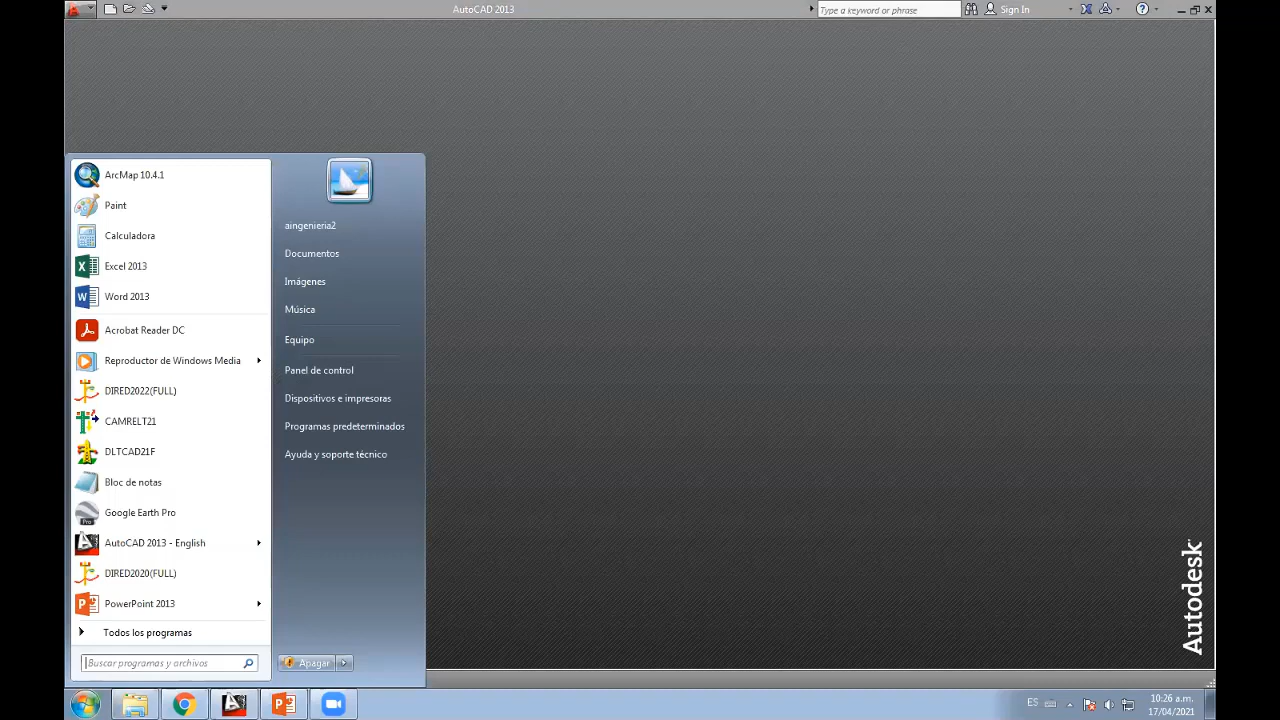 AutoCAD 2013
Type a keyword or phrase
Sign In
ArcMap 10.4.1
Paint
Calculadora
Excel 2013
Word 2013
Acrobat Reader DC
Reproductor de Windows Media
DIRED2022(FULL)
CAMRELT21
DLTCAD21F
Bloc de notas
Google Earth Pro
AutoCAD 2013 - English
DIRED2020(FULL)
PowerPoint 2013
Todos los programas
Buscar programas y archivos
aingenieria2
Documentos
Imágenes
Música
Equipo
Panel de control
Dispositivos e impresoras
Programas predeterminados
Ayuda y soporte técnico
Apagar
Autodesk
ES
10:26 a.m.
17/04/2021